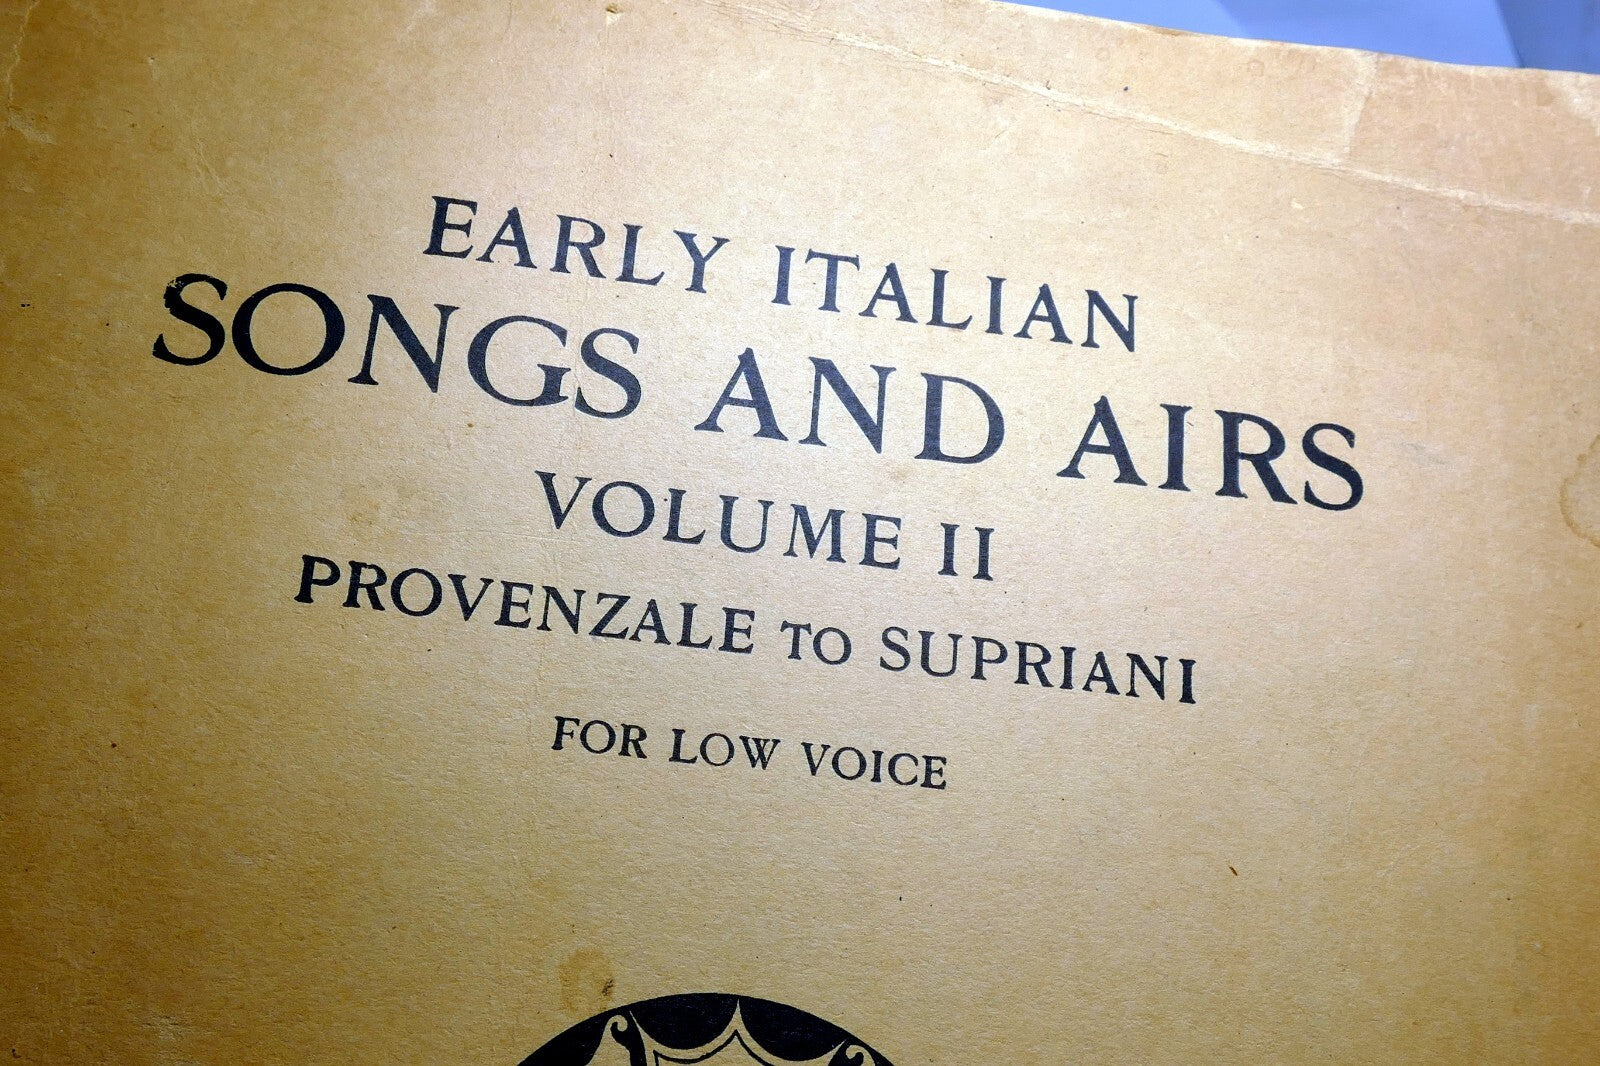 EARLY ITALIAN
SONGS AND AIRS
VOLUME II
PROVENZALE TO SUPRIANI
FOR LOW VOICE